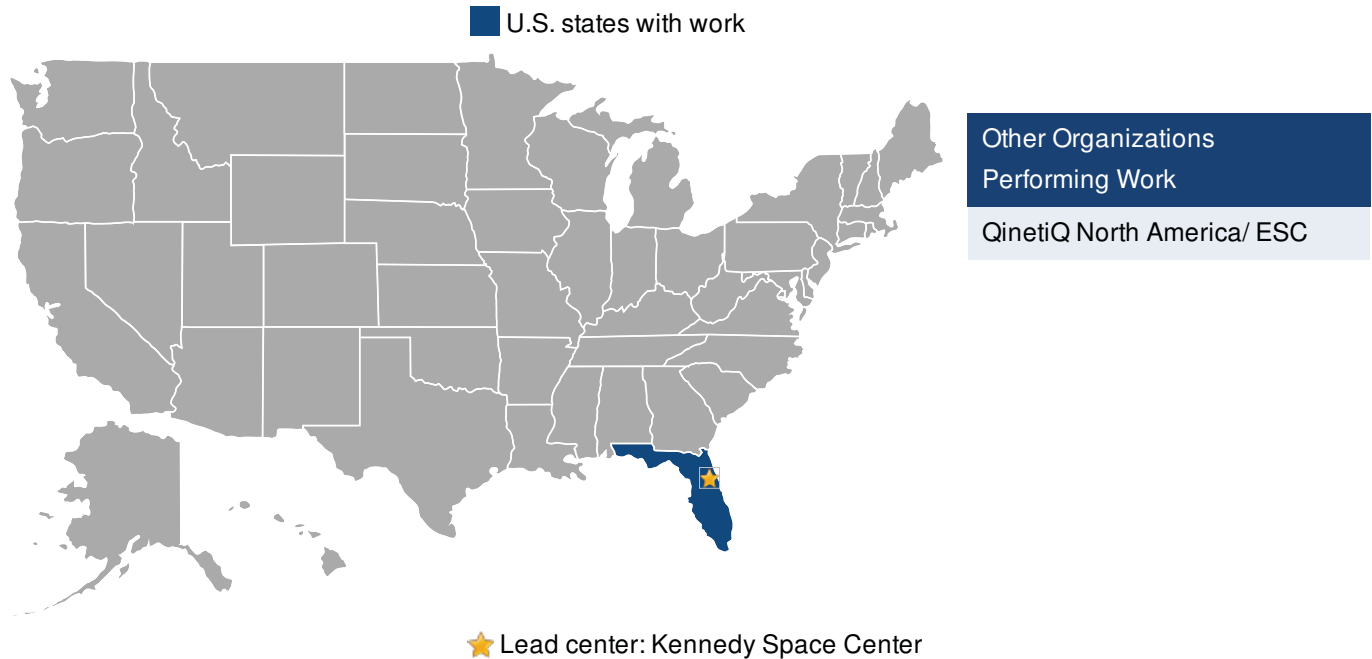 U.S. states with work
Other Organizations
Performing Work
QinetiQ North America/ ESC
Lead center: Kennedy Space Center